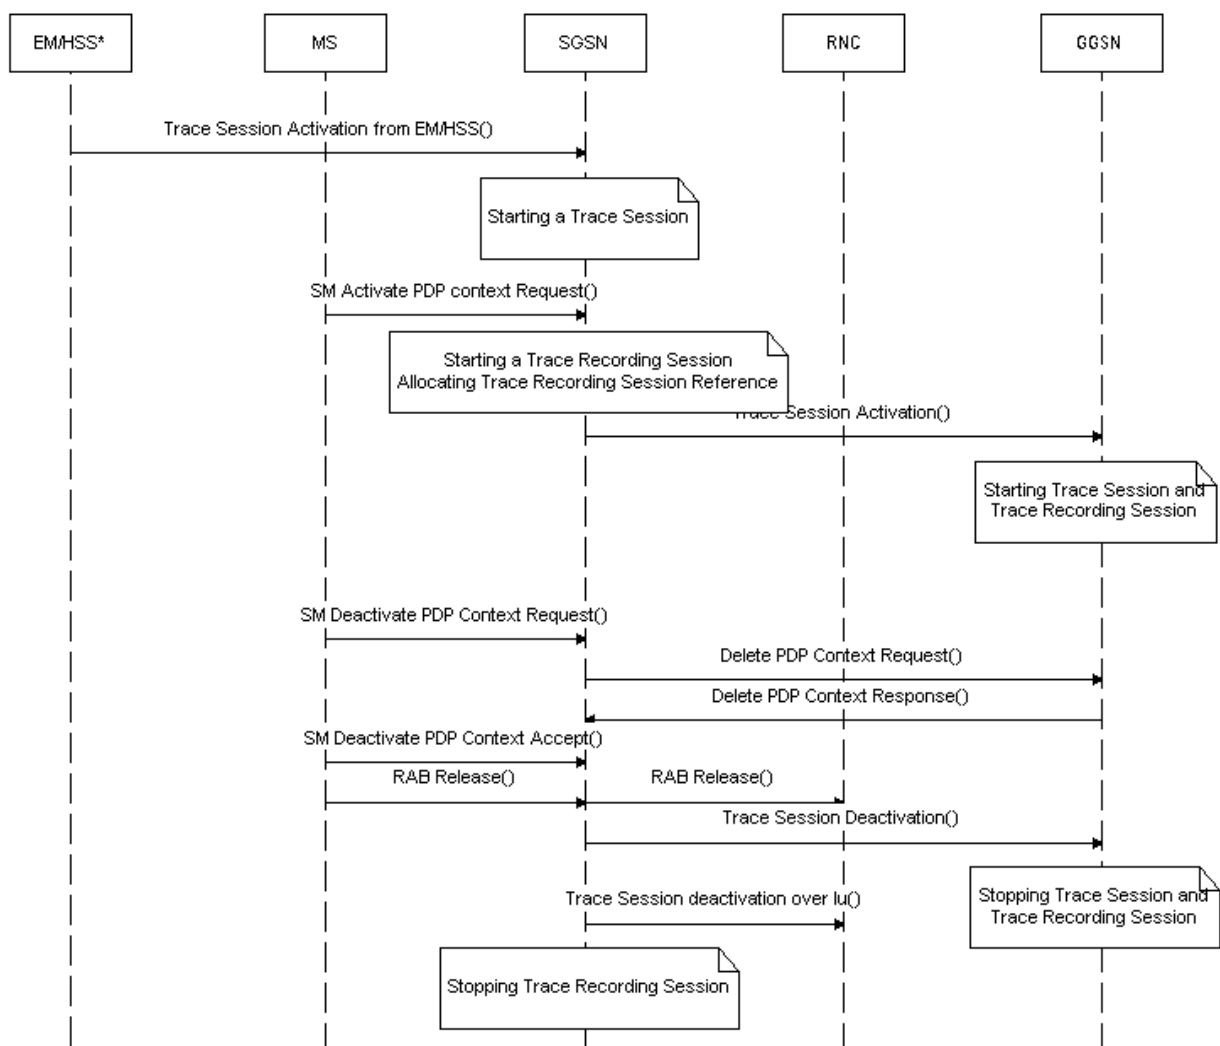 EM/HSS*
MS
SGSN
RNC
GGSN
Trace Session Activation from EM/HSS()
Starting a Trace Session
SM Activate PDP context Request()
Starting a Trace Recording Session
Allocating Trace Recording Session Reference
Trace Session Activation()
Starting Trace Session and
Trace Recording Session
SM Deactivate PDP Context Request()
Delete PDP Context Request()
Delete PDP Context Response()
SM Deactivate PDP Context Accept()
RAB Release()
RAB Release()
Trace Session Deactivation()
Stopping Trace Session and
Trace Recording Session
Trace Session deactivation over Iu()
Stopping Trace Recording Session